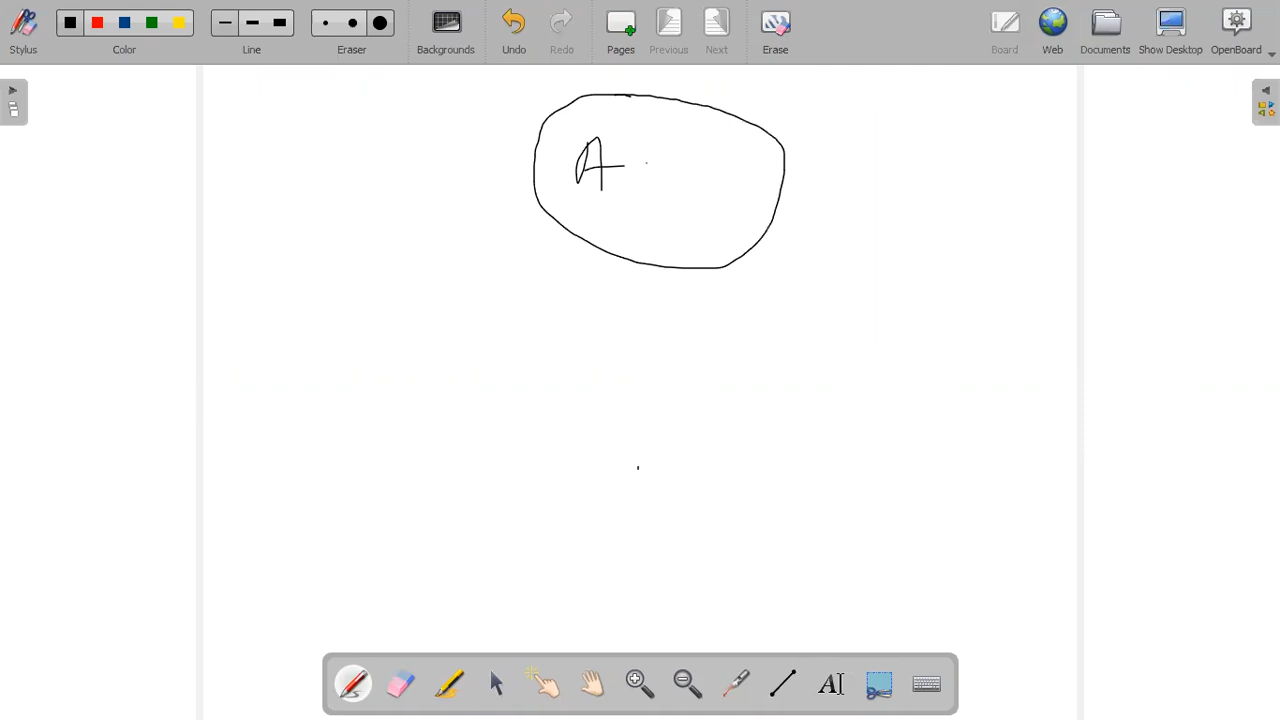 Stylus Color Line Eraser Backgrounds Undo Redo Pages Previous Next Erase Board Web Documents Show Desktop OpenBoard
A
A